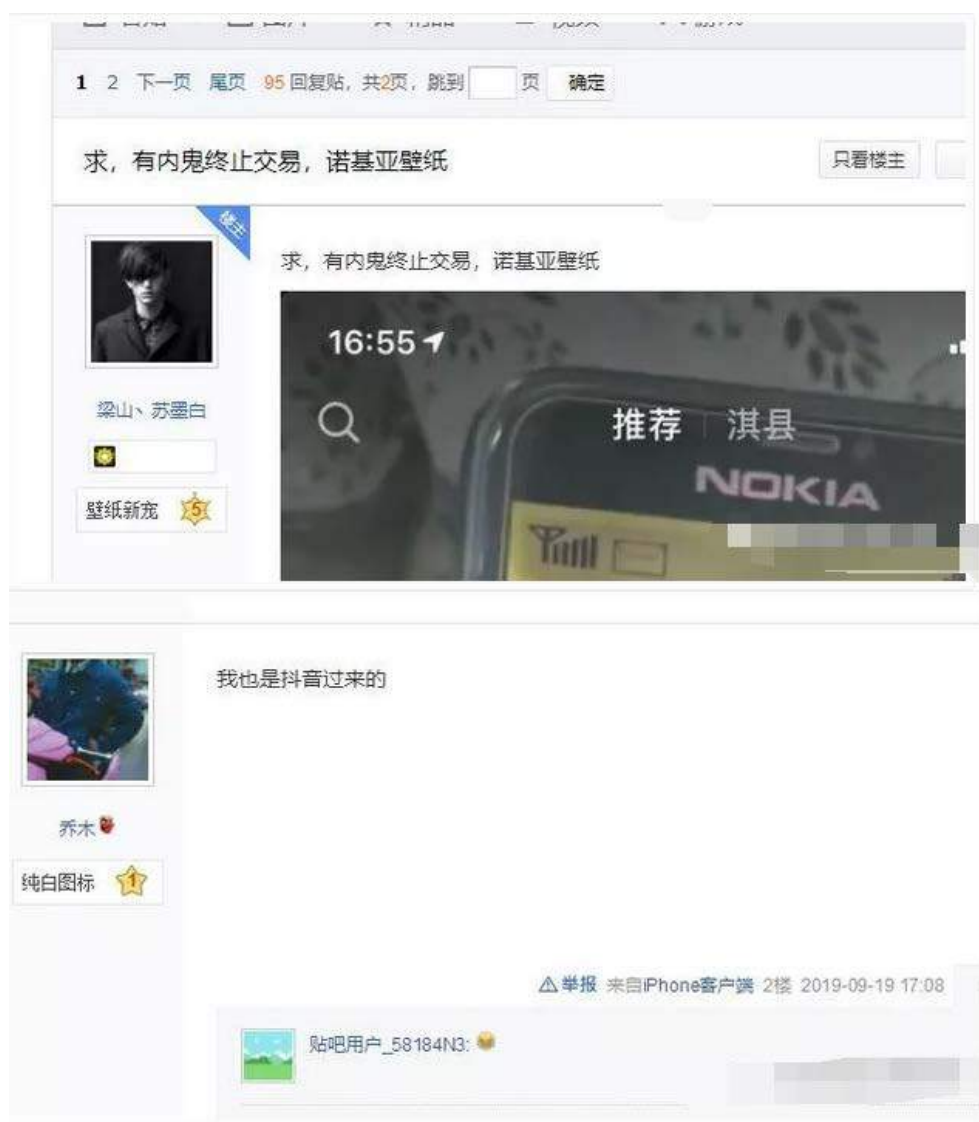 1 2 下一页 尾页 95回复贴，共2页，跳到 页 确定
求，有内鬼终止交易，诺基亚壁纸
只看楼主
楼主
求，有内鬼终止交易，诺基亚壁纸
16:55
推荐 淇县
NOKIA
梁山、苏墨白
壁纸新宠 5
我也是抖音过来的
乔木
纯白图标 1
举报 来自iPhone客户端 2楼 2019-09-19 17:08
贴吧用户_58184N3: